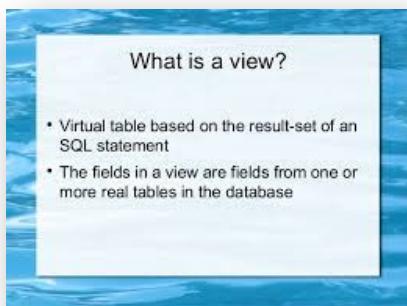 What is a view?
• Virtual table based on the result-set of an
SQL statement
• The fields in a view are fields from one or
more real tables in the database